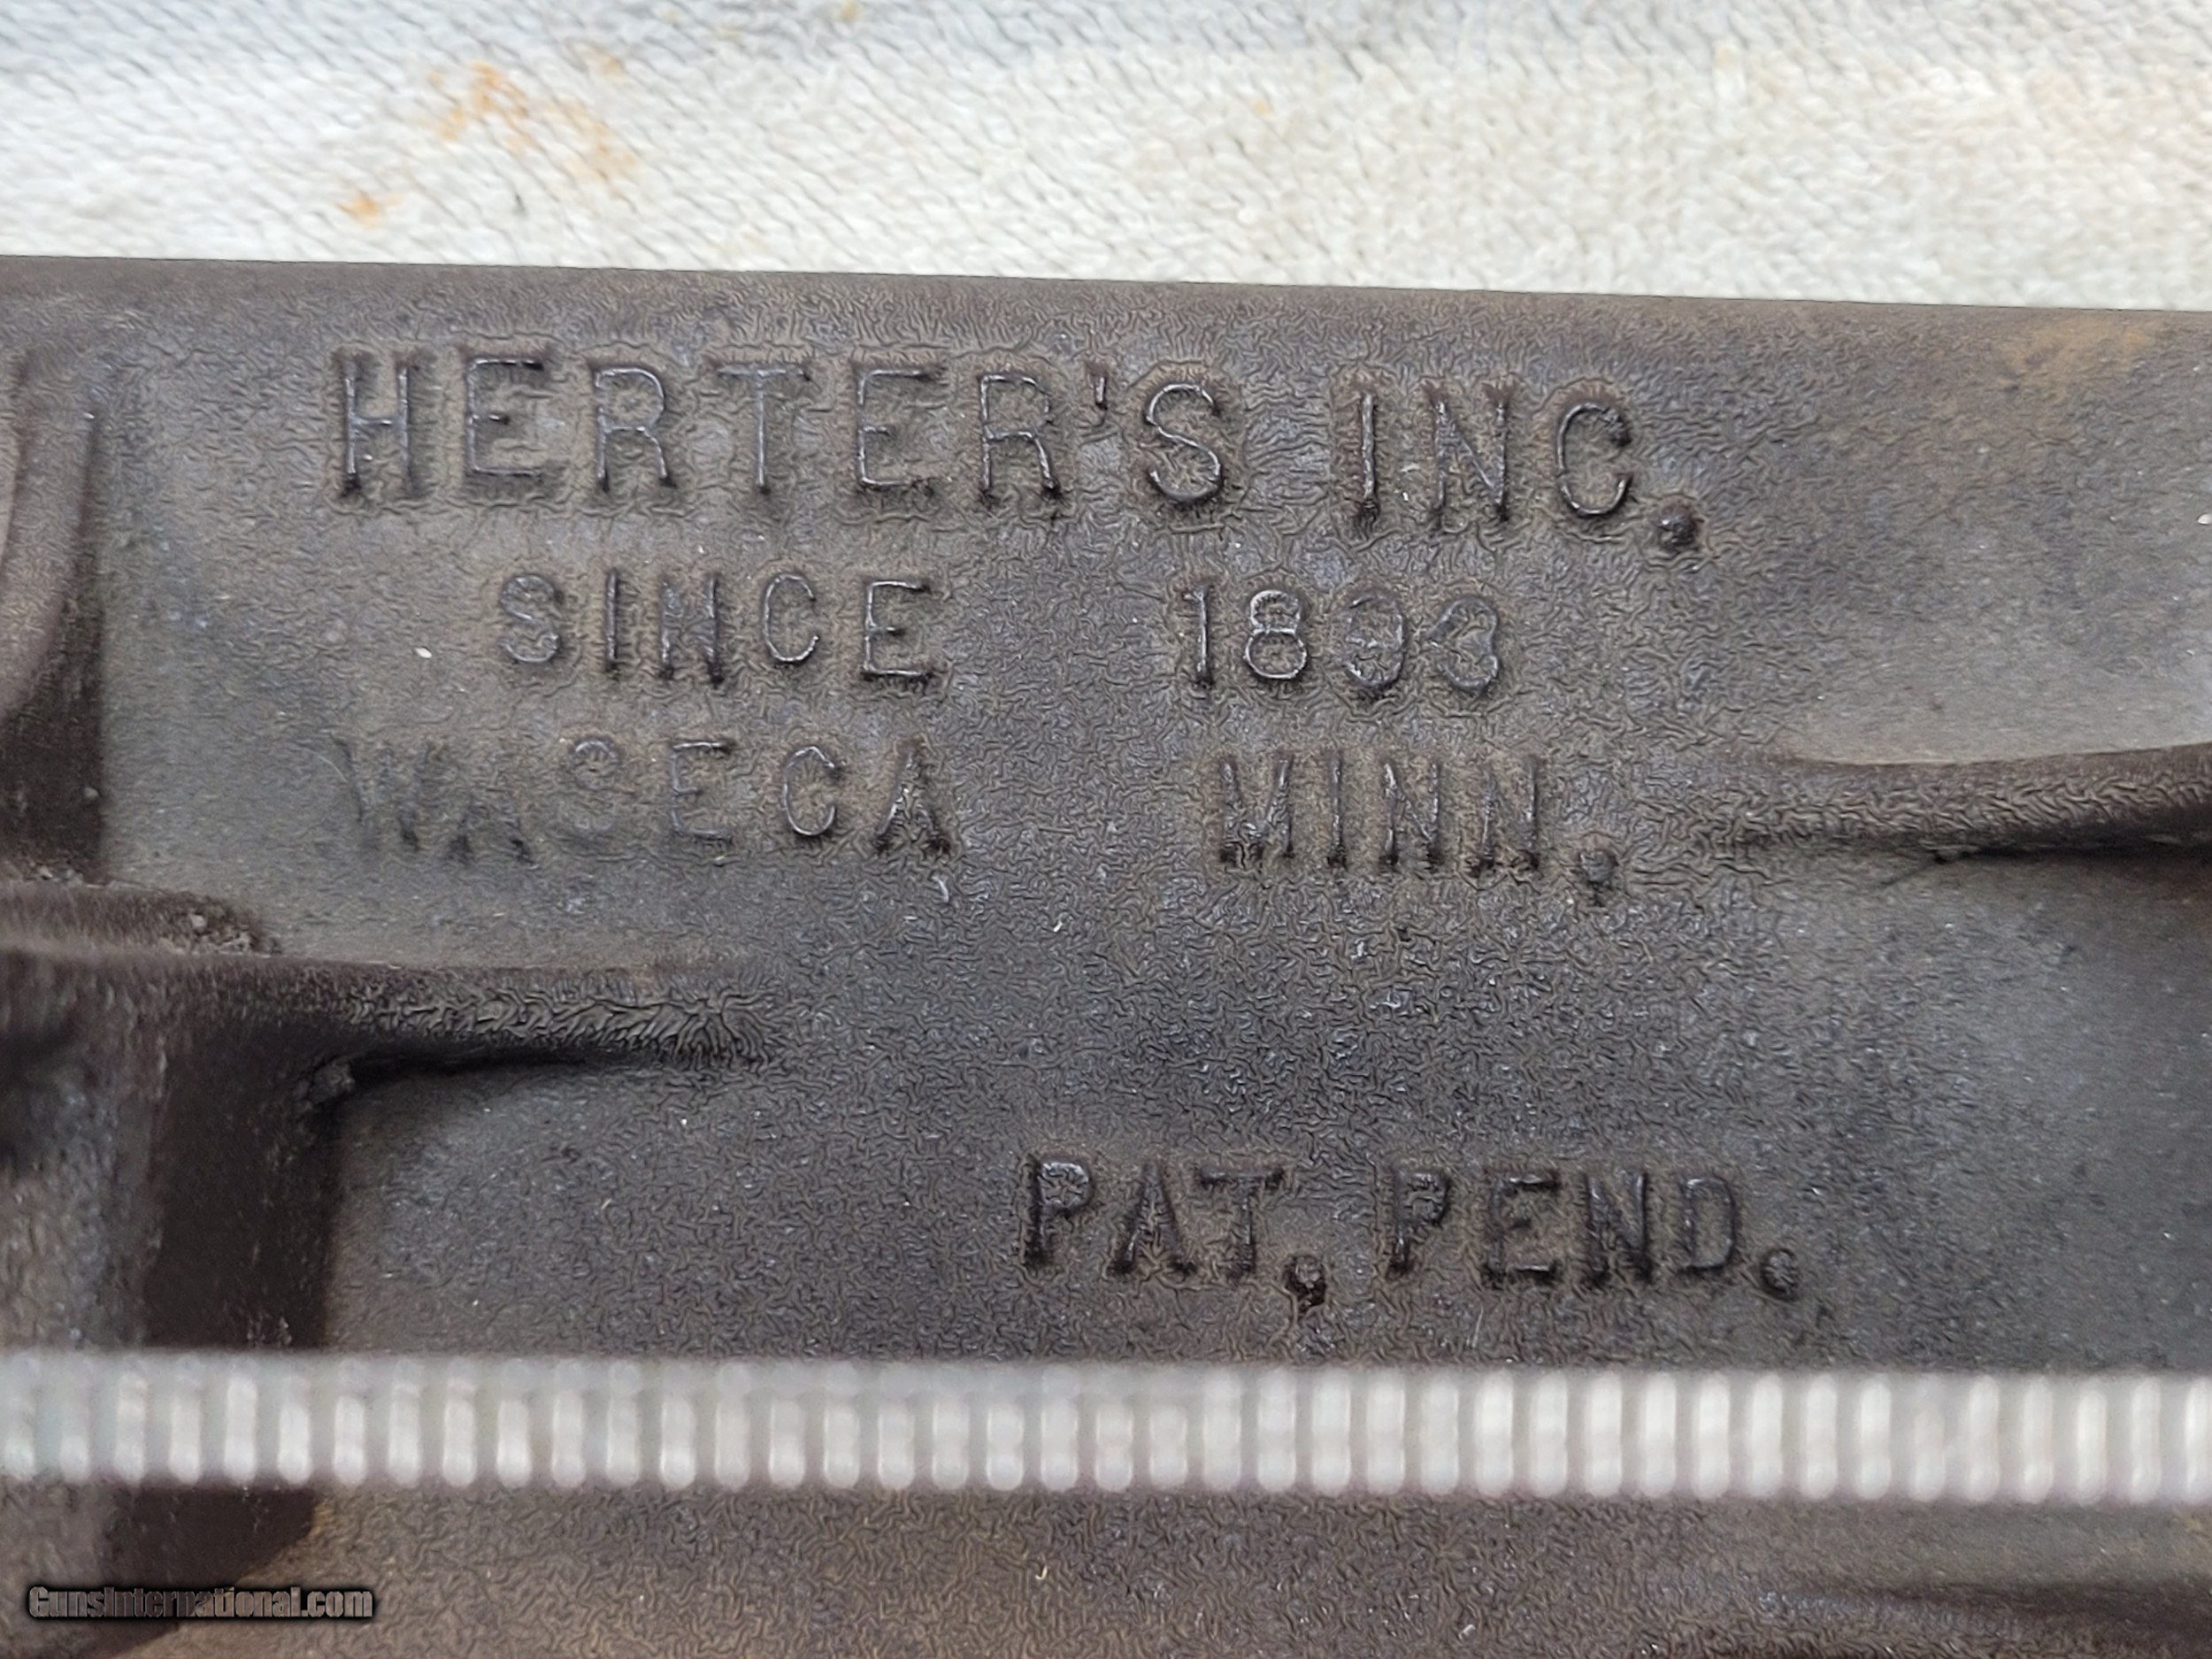 HERTER'S INC.
SINCE 1893
WASECA MINN.
PAT. PEND.
GunsInternational.com